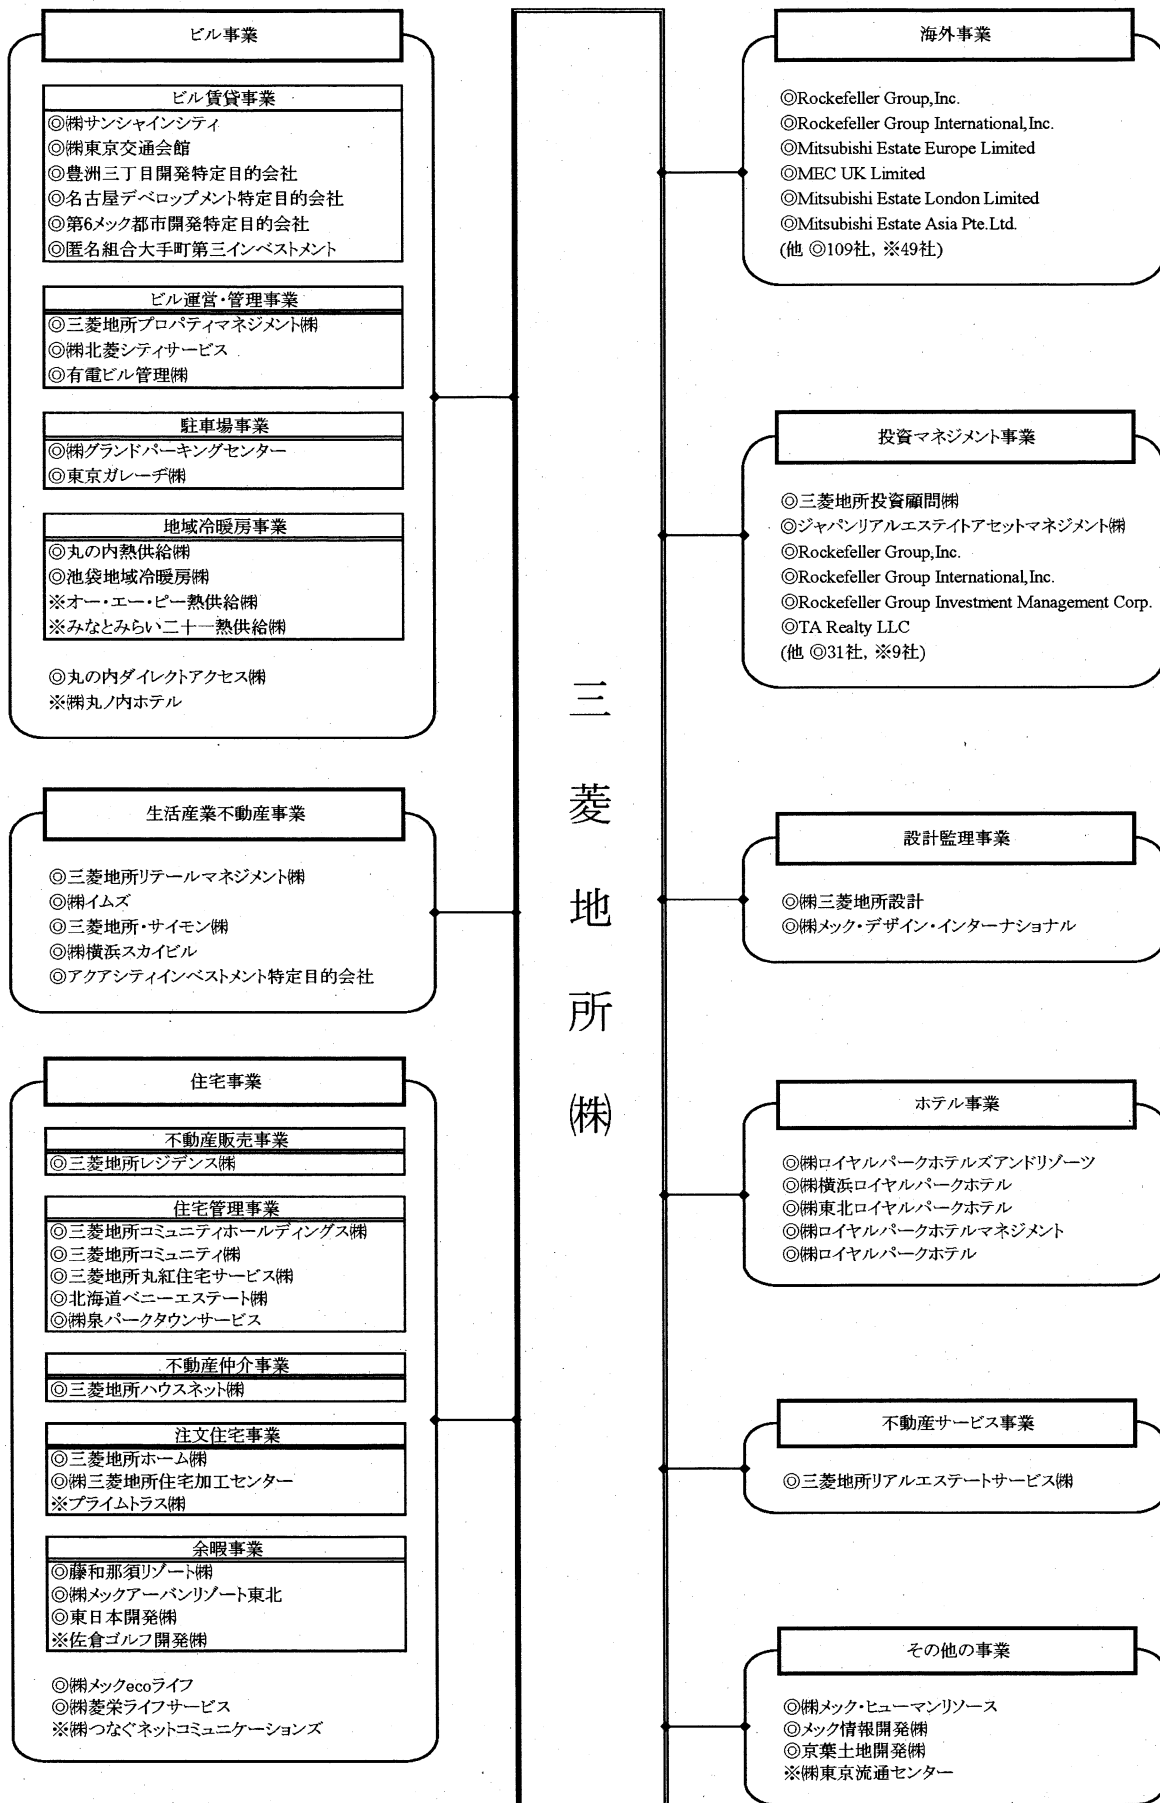 ビル事業
ビル賃貸事業
◎㈱サンシャインシティ
◎㈱東京交通会館
◎豊洲三丁目開発特定目的会社
◎名古屋デベロップメント特定目的会社
◎第6メック都市開発特定目的会社
◎匿名組合大手町第三インベストメント
ビル運営・管理事業
◎三菱地所プロパティマネジメント㈱
◎㈱北菱シティサービス
◎有電ビル管理㈱
駐車場事業
◎㈱グランドパーキングセンター
◎東京ガレーヂ㈱
地域冷暖房事業
◎丸の内熱供給㈱
◎池袋地域冷暖房㈱
※オー・エー・ピー熱供給㈱
※みなとみらい二十一熱供給㈱
◎丸の内ダイレクトアクセス㈱
※㈱丸ノ内ホテル
生活産業不動産事業
◎三菱地所リテールマネジメント㈱
◎㈱イムズ
◎三菱地所・サイモン㈱
◎㈱横浜スカイビル
◎アクアシティインベストメント特定目的会社
住宅事業
不動産販売事業
◎三菱地所レジデンス㈱
住宅管理事業
◎三菱地所コミュニティホールディングス㈱
◎三菱地所コミュニティ㈱
◎三菱地所丸紅住宅サービス㈱
◎北海道ベニーエステート㈱
◎㈱泉パークタウンサービス
不動産仲介事業
◎三菱地所ハウスネット㈱
注文住宅事業
◎三菱地所ホーム㈱
◎㈱三菱地所住宅加工センター
※プライムトラス㈱
余暇事業
◎藤和那須リゾート㈱
◎㈱メックアーバンリゾート東北
◎東日本開発㈱
※佐倉ゴルフ開発㈱
◎㈱メックecoライフ
◎㈱菱栄ライフサービス
※㈱つなぐネットコミュニケーションズ
三菱地所㈱
海外事業
◎Rockefeller Group,Inc.
◎Rockefeller Group International,Inc.
◎Mitsubishi Estate Europe Limited
◎MEC UK Limited
◎Mitsubishi Estate London Limited
◎Mitsubishi Estate Asia Pte.Ltd.
(他 ◎109社, ※49社)
投資マネジメント事業
◎三菱地所投資顧問㈱
◎ジャパンリアルエステイトアセットマネジメント㈱
◎Rockefeller Group,Inc.
◎Rockefeller Group International,Inc.
◎Rockefeller Group Investment Management Corp.
◎TA Realty LLC
(他 ◎31社, ※9社)
設計監理事業
◎㈱三菱地所設計
◎㈱メック・デザイン・インターナショナル
ホテル事業
◎㈱ロイヤルパークホテルズアンドリゾーツ
◎㈱横浜ロイヤルパークホテル
◎㈱東北ロイヤルパークホテル
◎㈱ロイヤルパークホテルマネジメント
◎㈱ロイヤルパークホテル
不動産サービス事業
◎三菱地所リアルエステートサービス㈱
その他の事業
◎㈱メック・ヒューマンリソース
◎メック情報開発㈱
◎京葉土地開発㈱
※㈱東京流通センター